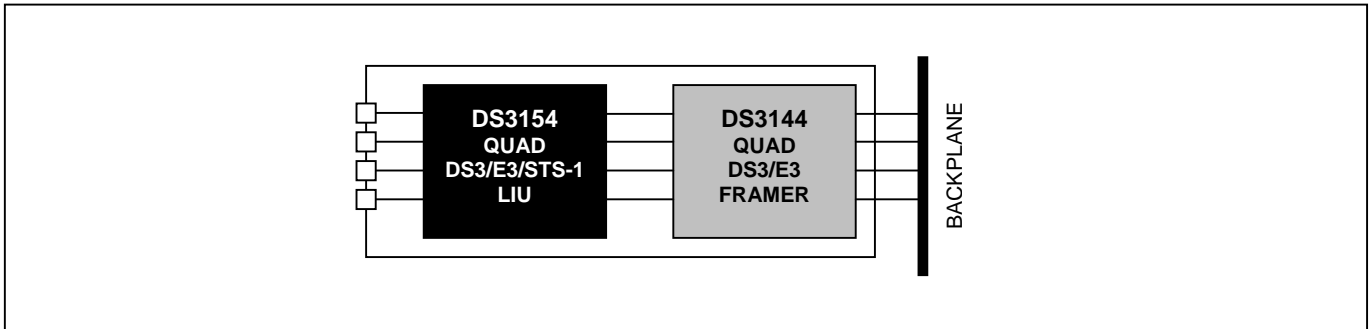 DS3154
QUAD
DS3/E3/STS-1
LIU
DS3144
QUAD
DS3/E3
FRAMER
BACKPLANE